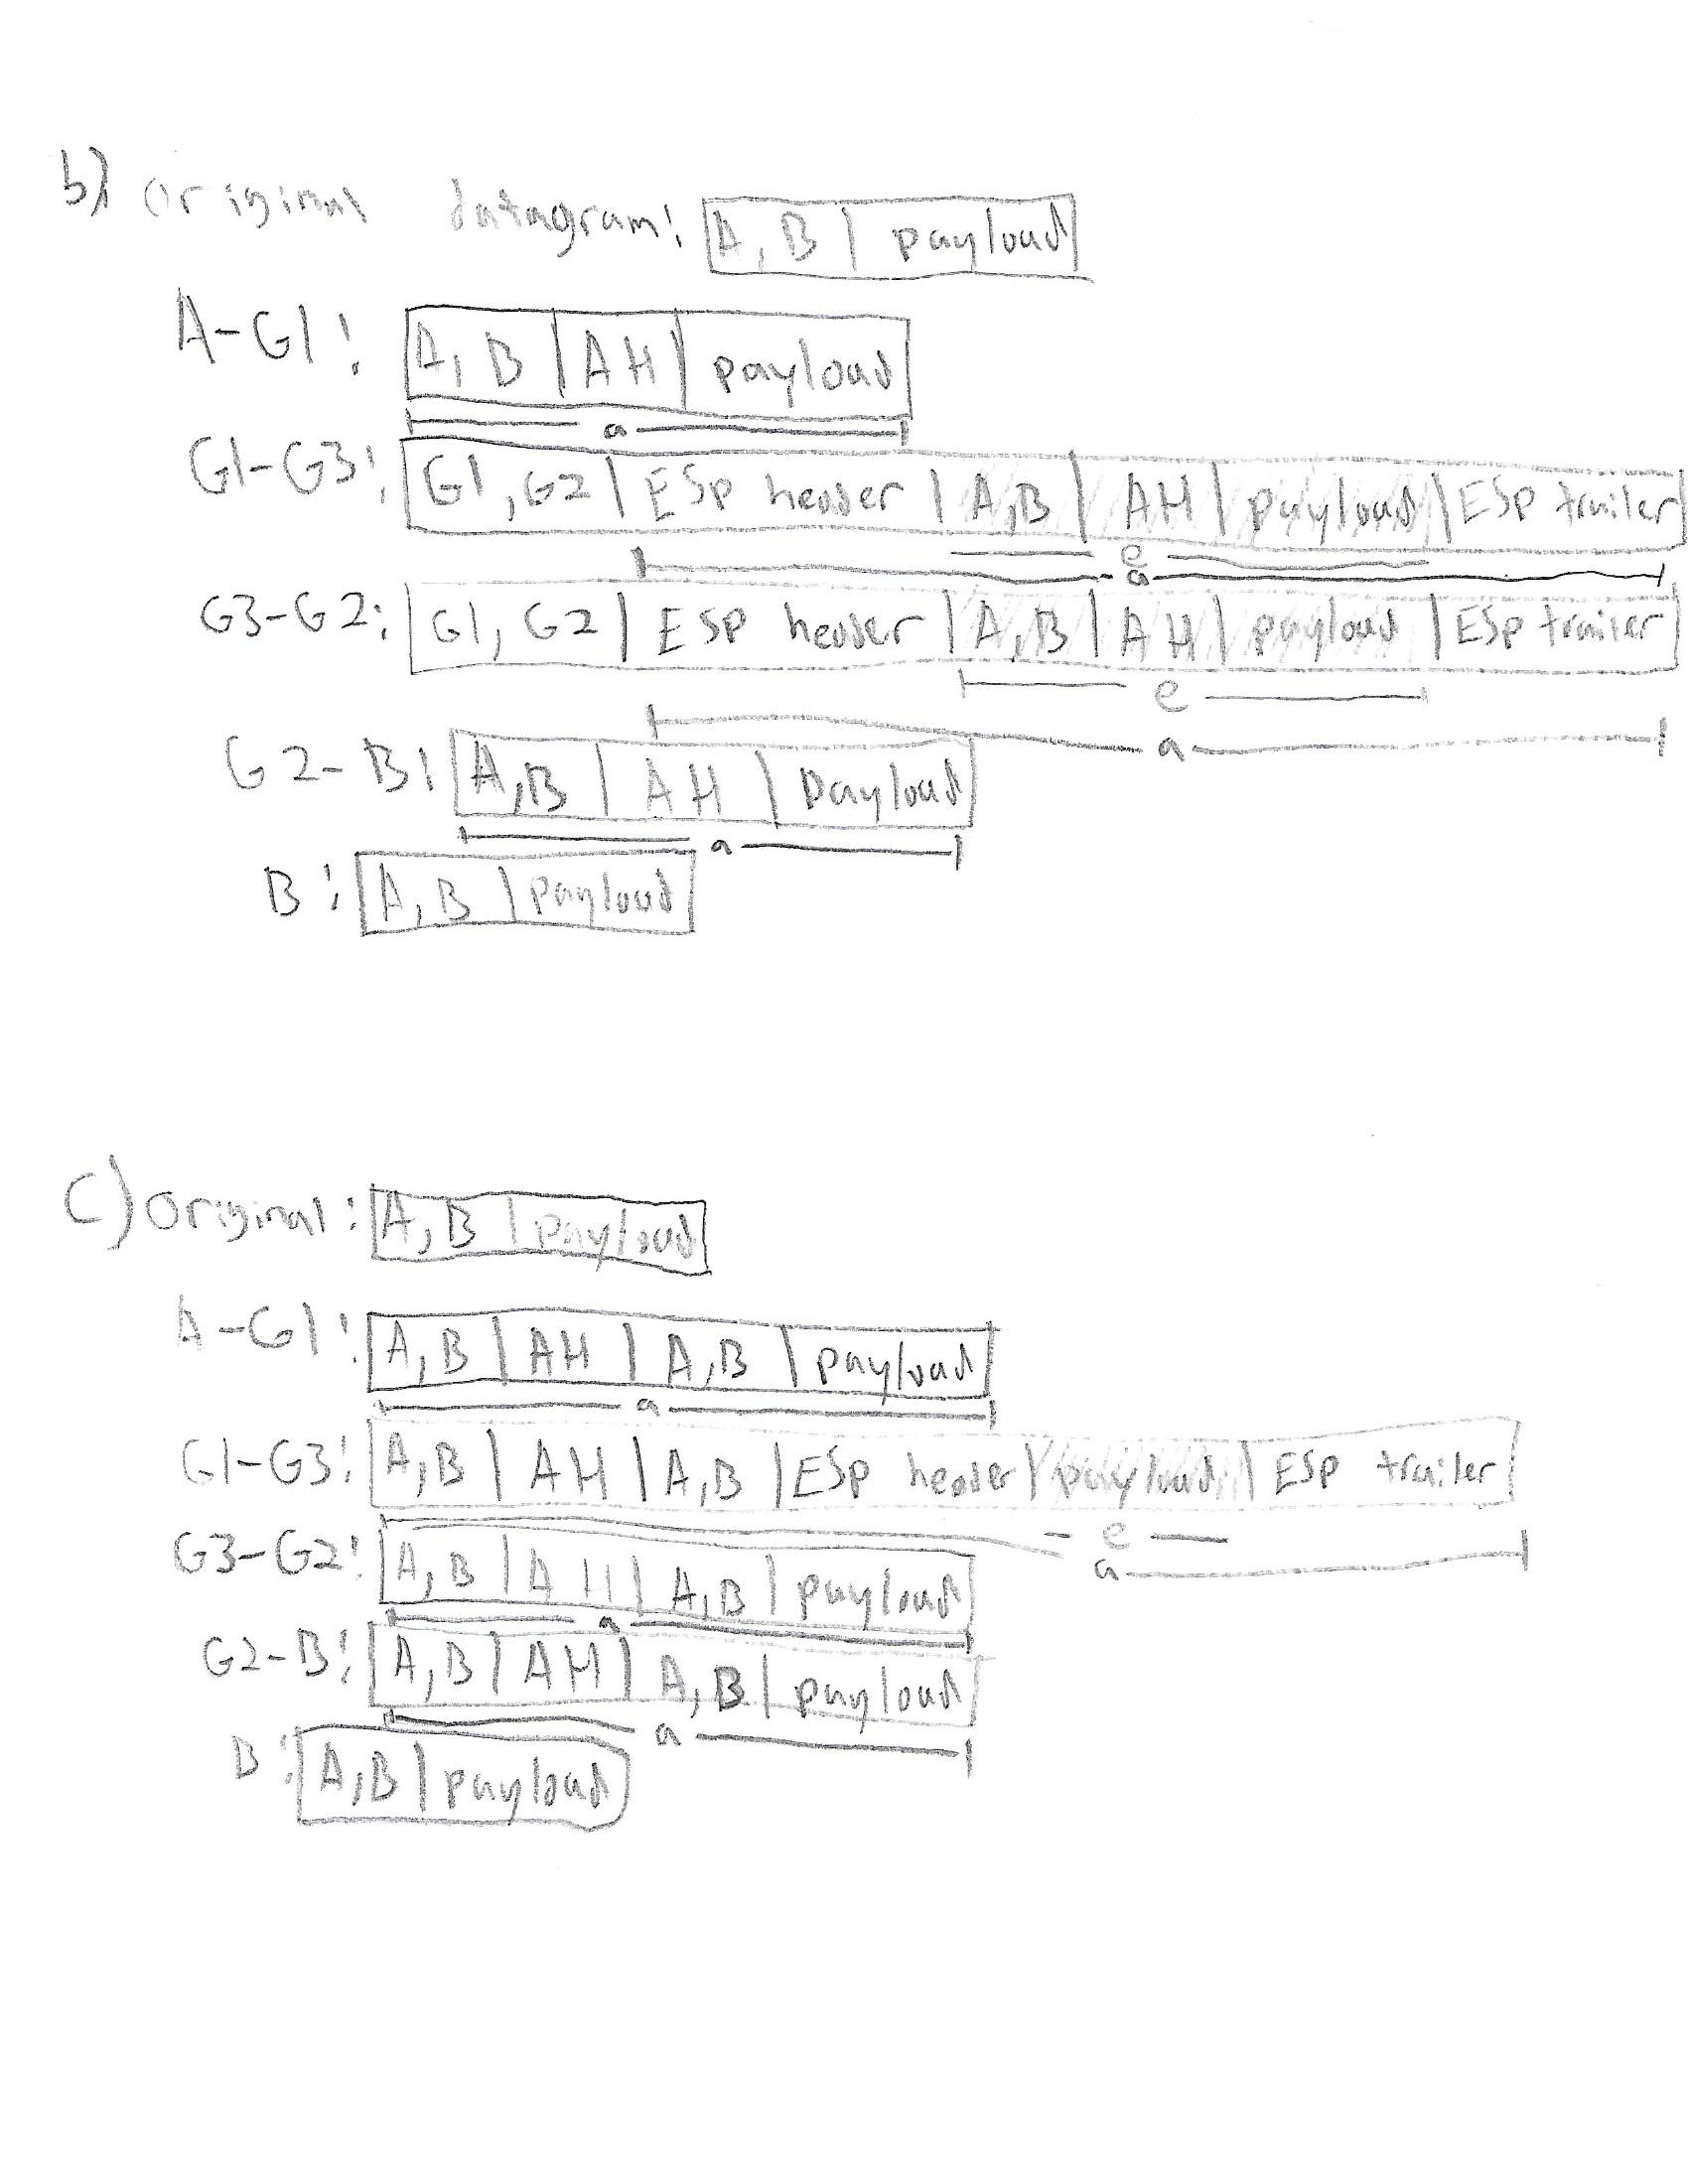 b) Original datagram: A, B | payload
A-G1: A, B | AH | payload
a
G1-G3: G1, G2 | ESP header | A,B | AH | payload | ESP trailer
e
a
G3-G2: G1, G2 | ESP header | A,B | AH | payload | ESP trailer
e
a
G2-B: A,B | AH | Payload
a
B: A, B | payload
C) Original: A, B | payload
A-G1: A, B | AH | A,B | payload
a
G1-G3: A,B | AH | A,B | ESP header | payload | ESP trailer
e
a
G3-G2: A, B | AH | A,B | payload
a
G2-B: A,B | AH | A,B | payload
a
B: A,B | payload